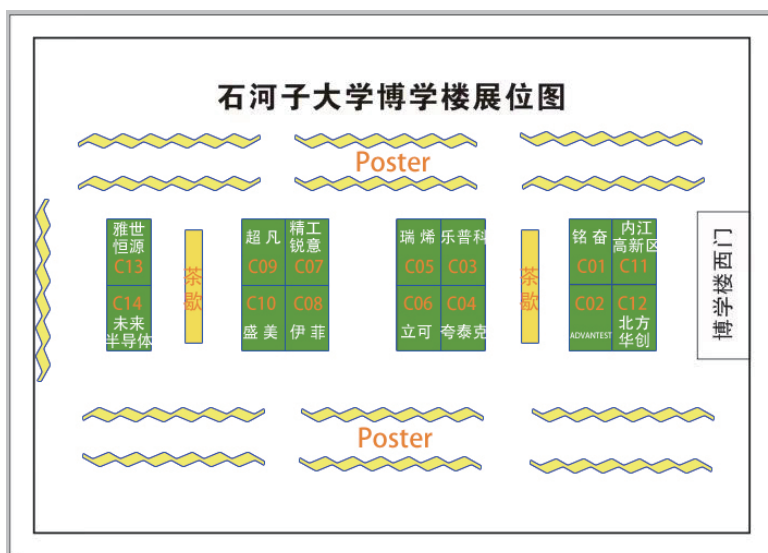 石河子大学博学楼展位图
Poster
雅世
恒源
C13
C14
未来
半导体
茶
歇
超凡
C09
精工
锐意
C07
C10
盛美
C08
伊菲
瑞烯
C05
乐普科
C03
C06
立可
C04
夸泰克
茶
歇
铭奋
C01
内江
高新区
C11
C02
ADVANTEST
C12
北方
华创
博学楼西门
Poster